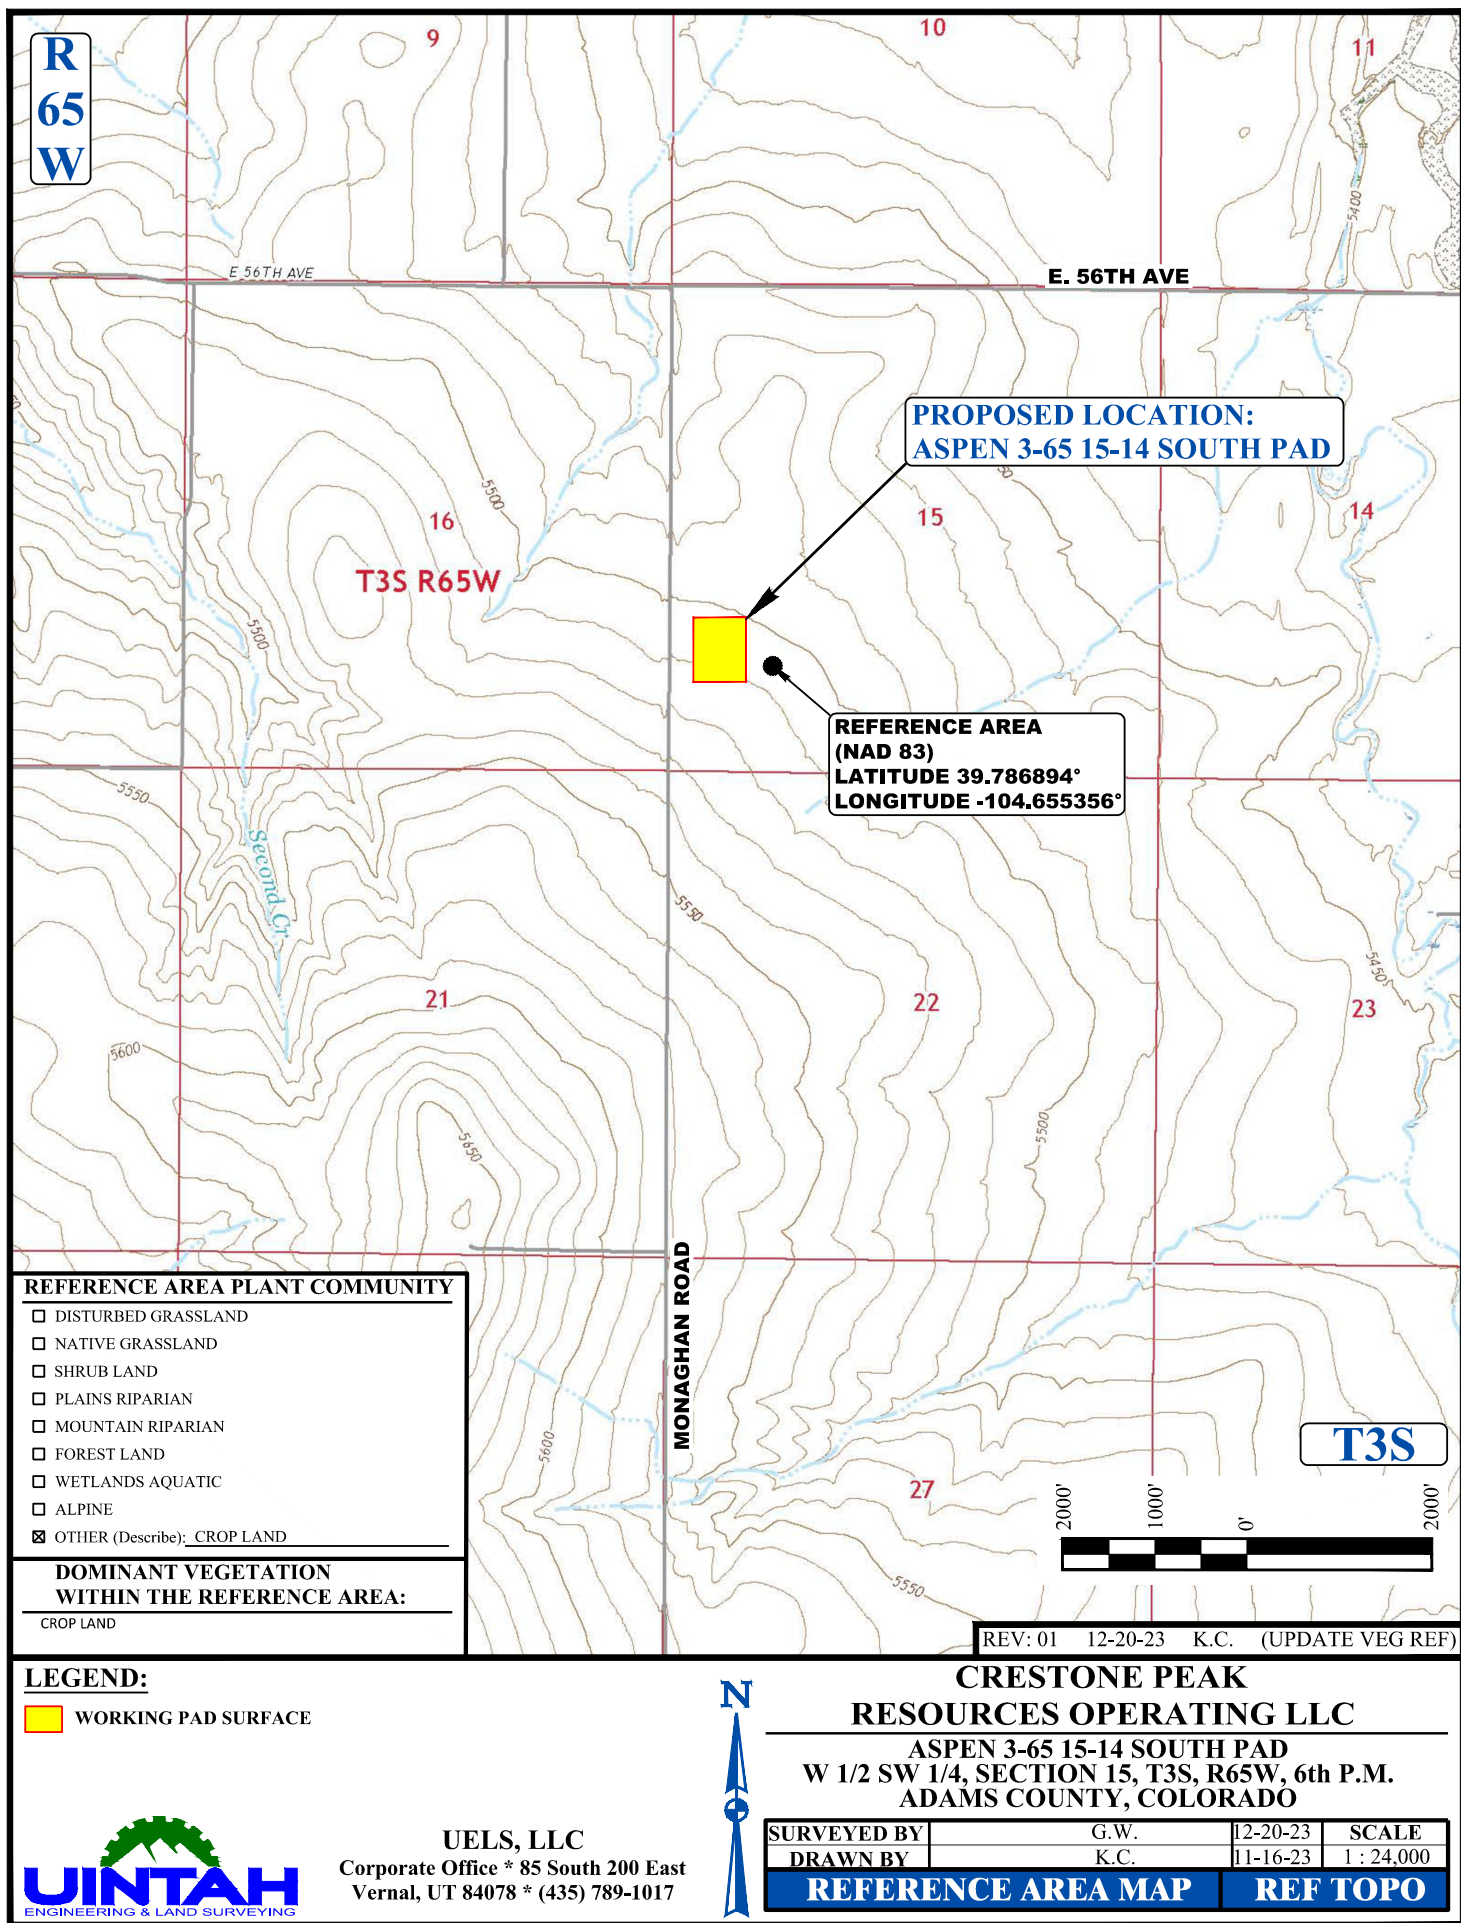 R
65
W
9
10
11
5400
E 56TH AVE
E. 56TH AVE
PROPOSED LOCATION:
ASPEN 3-65 15-14 SOUTH PAD
5500
50
16
15
14
T3S R65W
5500
REFERENCE AREA
(NAD 83)
LATITUDE 39.786894°
LONGITUDE -104.655356°
5550
Second Cr
5550
5450
21
22
23
5600
5650
5500
MONAGHAN ROAD
REFERENCE AREA PLANT COMMUNITY
☐ DISTURBED GRASSLAND
☐ NATIVE GRASSLAND
☐ SHRUB LAND
☐ PLAINS RIPARIAN
☐ MOUNTAIN RIPARIAN
☐ FOREST LAND
☐ WETLANDS AQUATIC
☐ ALPINE
☒ OTHER (Describe): CROP LAND
DOMINANT VEGETATION
WITHIN THE REFERENCE AREA:
CROP LAND
5600
T3S
27
2000' 1000' 0' 2000'
5550
REV: 01 12-20-23 K.C. (UPDATE VEG REF)
LEGEND:
WORKING PAD SURFACE
N
CRESTONE PEAK
RESOURCES OPERATING LLC
ASPEN 3-65 15-14 SOUTH PAD
W 1/2 SW 1/4, SECTION 15, T3S, R65W, 6th P.M.
ADAMS COUNTY, COLORADO
UINTAH
ENGINEERING & LAND SURVEYING
UELS, LLC
Corporate Office * 85 South 200 East
Vernal, UT 84078 * (435) 789-1017
SURVEYED BY G.W. 12-20-23 SCALE
DRAWN BY K.C. 11-16-23 1 : 24,000
REFERENCE AREA MAP REF TOPO